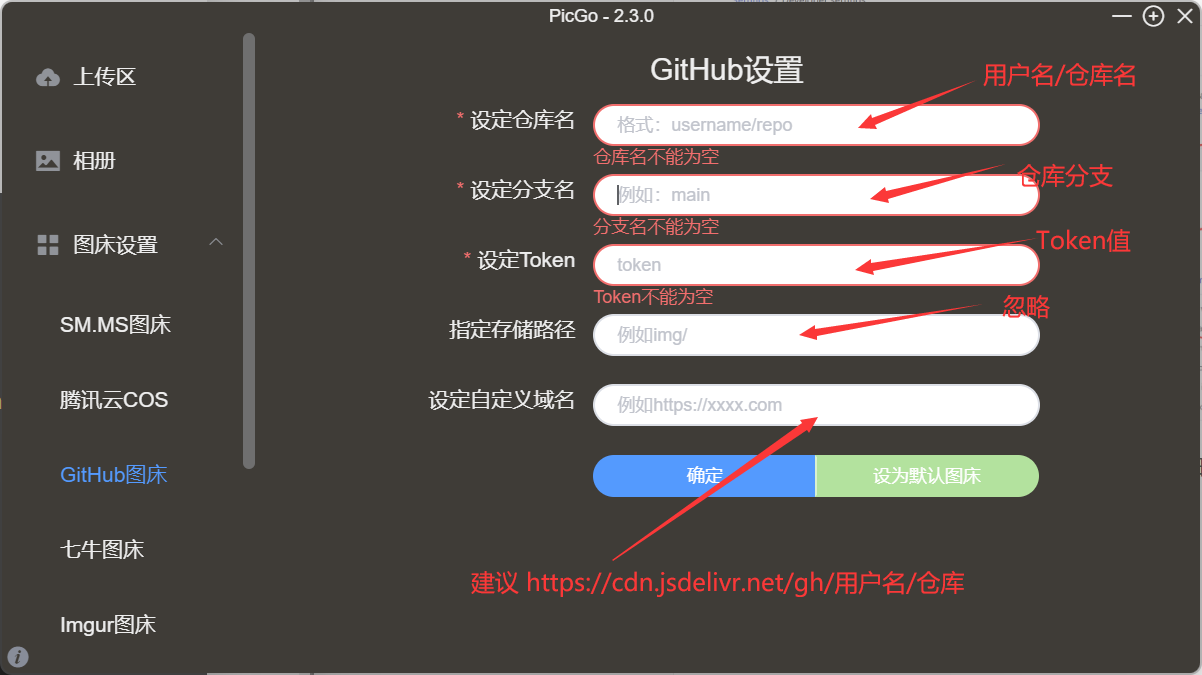 PicGo - 2.3.0
上传区
相册
图床设置
SM.MS图床
腾讯云COS
GitHub图床
七牛图床
Imgur图床
GitHub设置
用户名/仓库名
* 设定仓库名
格式：username/repo
仓库名不能为空
* 设定分支名
例如：main
仓库分支
分支名不能为空
* 设定Token
token
Token值
Token不能为空
忽略
指定存储路径
例如img/
设定自定义域名
例如https://xxxx.com
确定
设为默认图床
建议 https://cdn.jsdelivr.net/gh/用户名/仓库